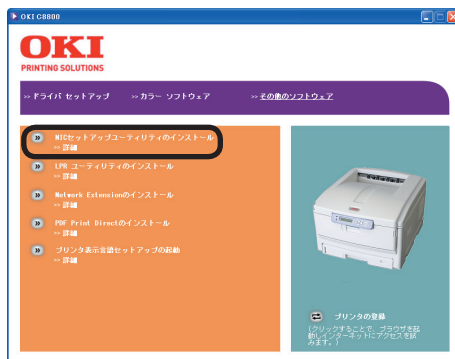 OKI C8800
OKI
PRINTING SOLUTIONS
>> ドライバ セットアップ >> カラー ソフトウェア >> その他のソフトウェア
NICセットアップユーティリティのインストール
>> 詳細
LPR ユーティリティのインストール
>> 詳細
Network Extensionのインストール
>> 詳細
PDF Print Directのインストール
>> 詳細
プリンタ表示言語セットアップの起動
>> 詳細
プリンタの登録
(クリックすることで、ブラウザを起
動しインターネットにアクセスを試
みます。)